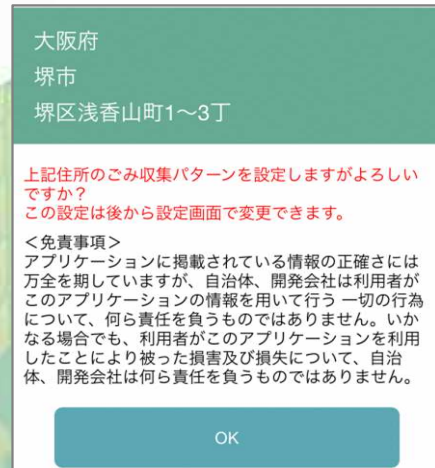 大阪府
堺市
堺区浅香山町1〜3丁
上記住所のごみ収集パターンを設定しますがよろしい
ですか？
この設定は後から設定画面で変更できます。
＜免責事項＞
アプリケーションに掲載されている情報の正確さには
万全を期していますが、自治体、開発会社は利用者が
このアプリケーションの情報を用いて行う 一切の行為
について、何ら責任を負うものではありません。いか
なる場合でも、利用者がこのアプリケーションを利用
したことにより被った損害及び損失について、自治
体、開発会社は何ら責任を負うものではありません。
OK